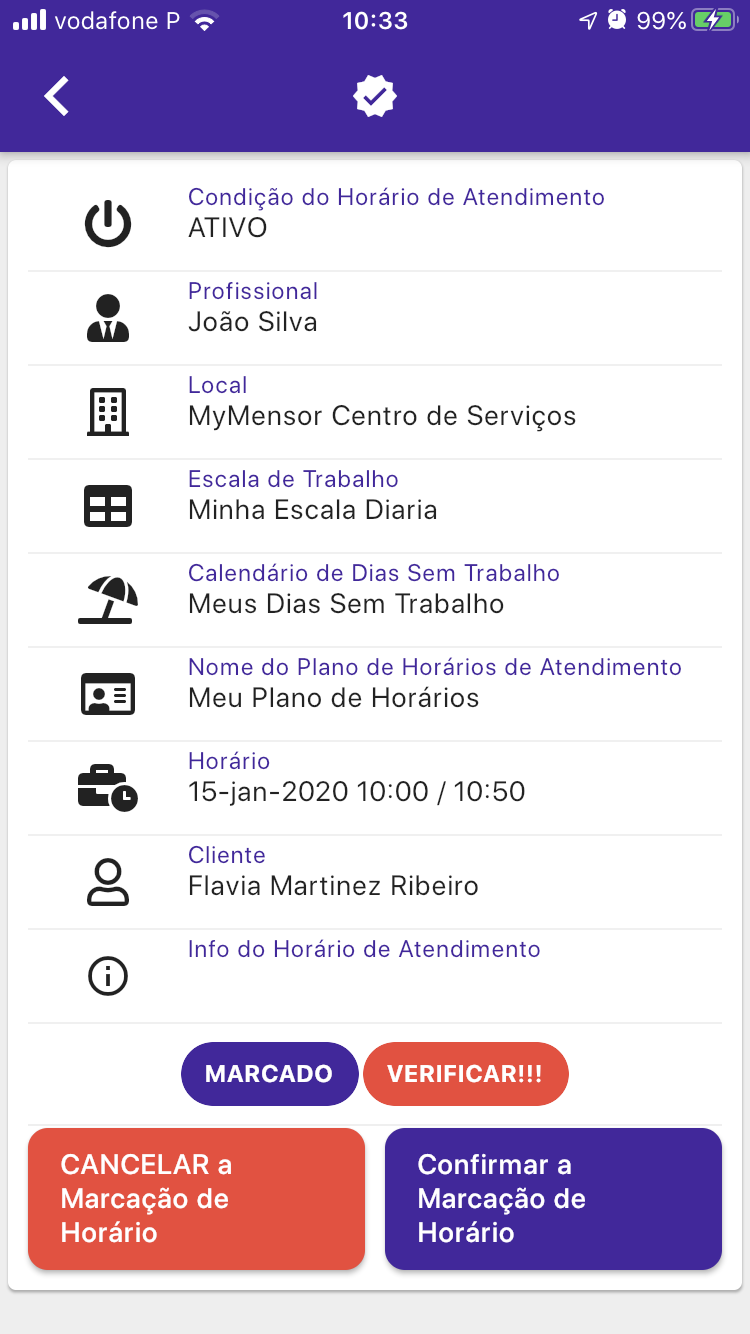 vodafone P 10:33 99%
Condição do Horário de Atendimento
ATIVO
Profissional
João Silva
Local
MyMensor Centro de Serviços
Escala de Trabalho
Minha Escala Diaria
Calendário de Dias Sem Trabalho
Meus Dias Sem Trabalho
Nome do Plano de Horários de Atendimento
Meu Plano de Horários
Horário
15-jan-2020 10:00 / 10:50
Cliente
Flavia Martinez Ribeiro
Info do Horário de Atendimento
MARCADO VERIFICAR!!!
CANCELAR a
Marcação de
Horário
Confirmar a
Marcação de
Horário